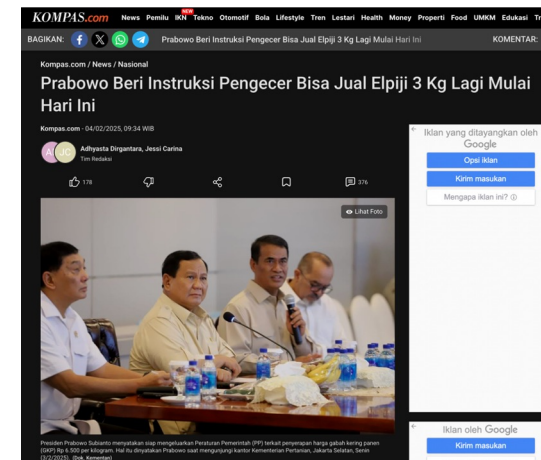 KOMPAS.com News Pemilu IKN NEW Tekno Otomotif Bola Lifestyle Tren Lestari Health Money Properti Food UMKM Edukasi
BAGIKAN: Prabowo Beri Instruksi Pengecer Bisa Jual Elpiji 3 Kg Lagi Mulai Hari Ini KOMENTAR:
Kompas.com / News / Nasional
Prabowo Beri Instruksi Pengecer Bisa Jual Elpiji 3 Kg Lagi Mulai
Hari Ini
Kompas.com - 04/02/2025, 09:34 WIB
A JC Adhyasta Dirgantara, Jessi Carina
Tim Redaksi
178 376
Iklan yang ditayangkan oleh
Google
Opsi iklan
Kirim masukan
Mengapa iklan ini?
Lihat Foto
Presiden Prabowo Subianto menyatakan siap mengeluarkan Peraturan Pemerintah (PP) terkait penyerapan harga gabah kering panen
(GKP) Rp 6.500 per kilogram. Hal itu dinyatakan Prabowo saat mengunjungi kantor Kementerian Pertanian, Jakarta Selatan, Senin
(3/2/2025). (Dok. Kementan)
Iklan oleh Google
Kirim masukan